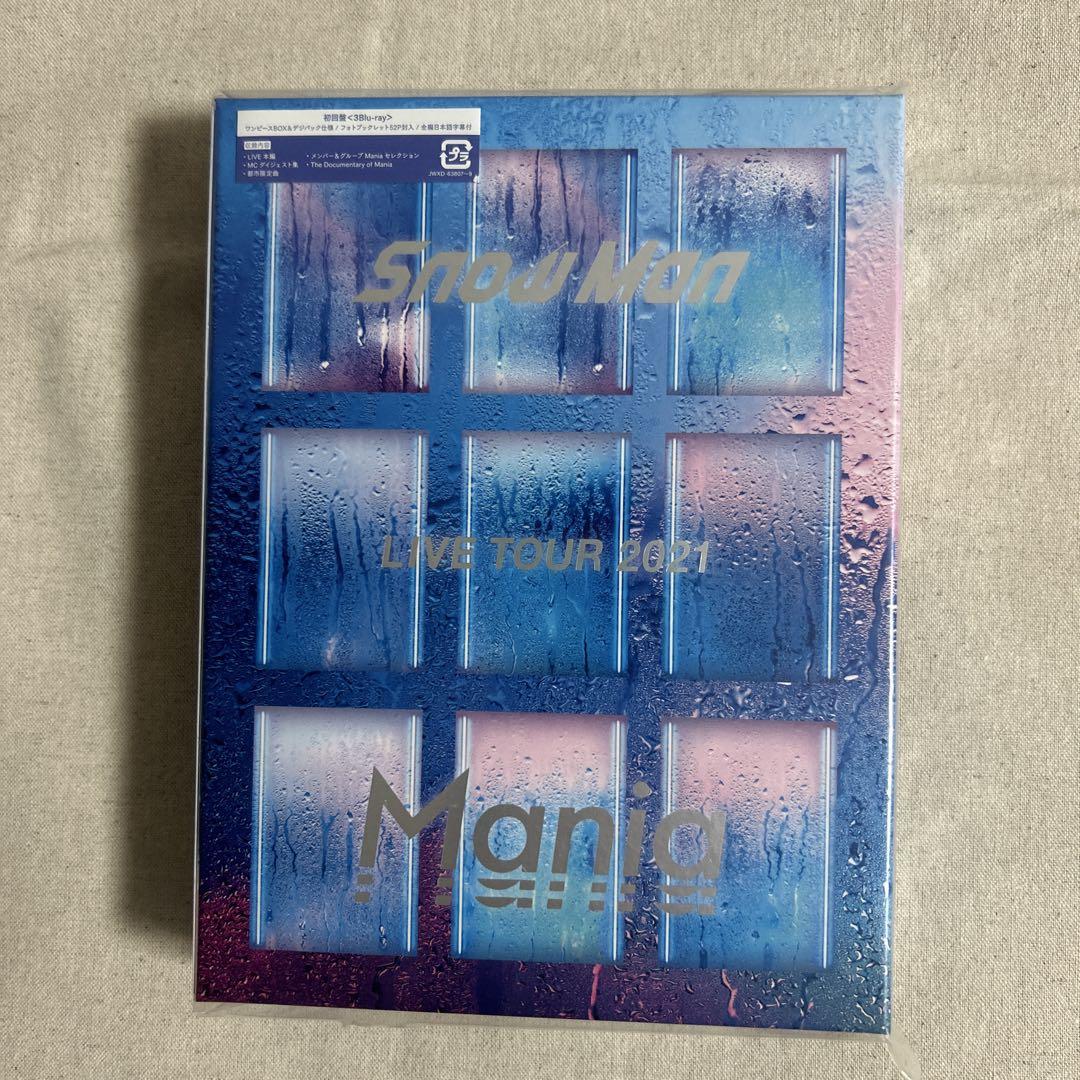 初回盤<3Blu-ray>
ワンピースBOX&デジパック仕様 / フォトブックレット52P封入 / 全編日本語字幕付
収録内容
・LIVE 本編 ・メンバー&グループ Mania セレクション
・MC ダイジェスト集 ・The Documentary of Mania
・都市限定曲
プラ
JWXD-63807~9
Snow Man
LIVE TOUR 2021
Mania